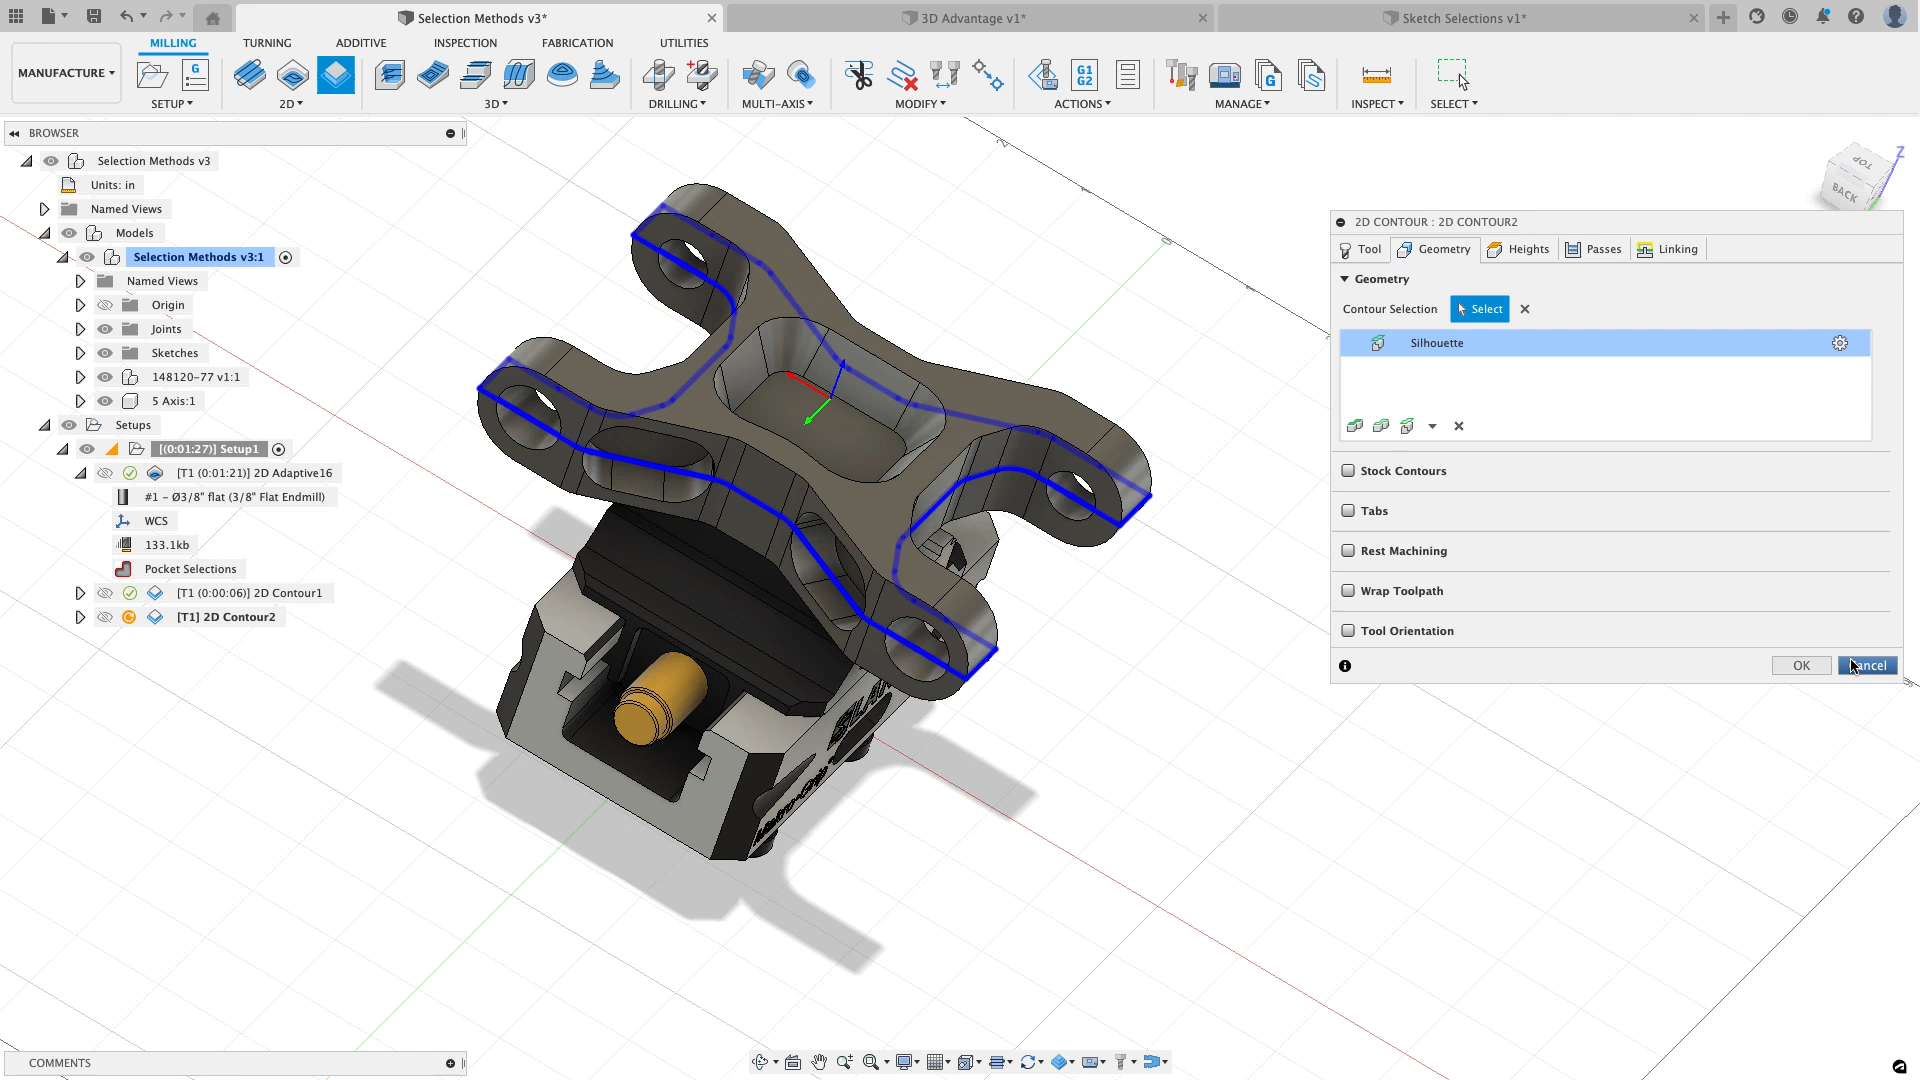 Selection Methods v3*
3D Advantage v1*
Sketch Selections v1*
MILLING
TURNING
ADDITIVE
INSPECTION
FABRICATION
UTILITIES
MANUFACTURE
G
G1
G2
G
SETUP
2D
3D
DRILLING
MULTI-AXIS
MODIFY
ACTIONS
MANAGE
INSPECT
SELECT
BROWSER
Selection Methods v3
Units: in
Named Views
Models
Selection Methods v3:1
Named Views
Origin
Joints
Sketches
148120-77 v1:1
5 Axis:1
Setups
[(0:01:27)] Setup1
[T1 (0:01:21)] 2D Adaptive16
#1 - Ø3/8" flat (3/8" Flat Endmill)
WCS
133.1kb
Pocket Selections
[T1 (0:00:06)] 2D Contour1
[T1] 2D Contour2
0
TOP
BACK
Z
2D CONTOUR : 2D CONTOUR2
Tool
Geometry
Heights
Passes
Linking
Geometry
Contour Selection
Select
Silhouette
Stock Contours
Tabs
Rest Machining
Wrap Toolpath
Tool Orientation
OK
Cancel
COMMENTS